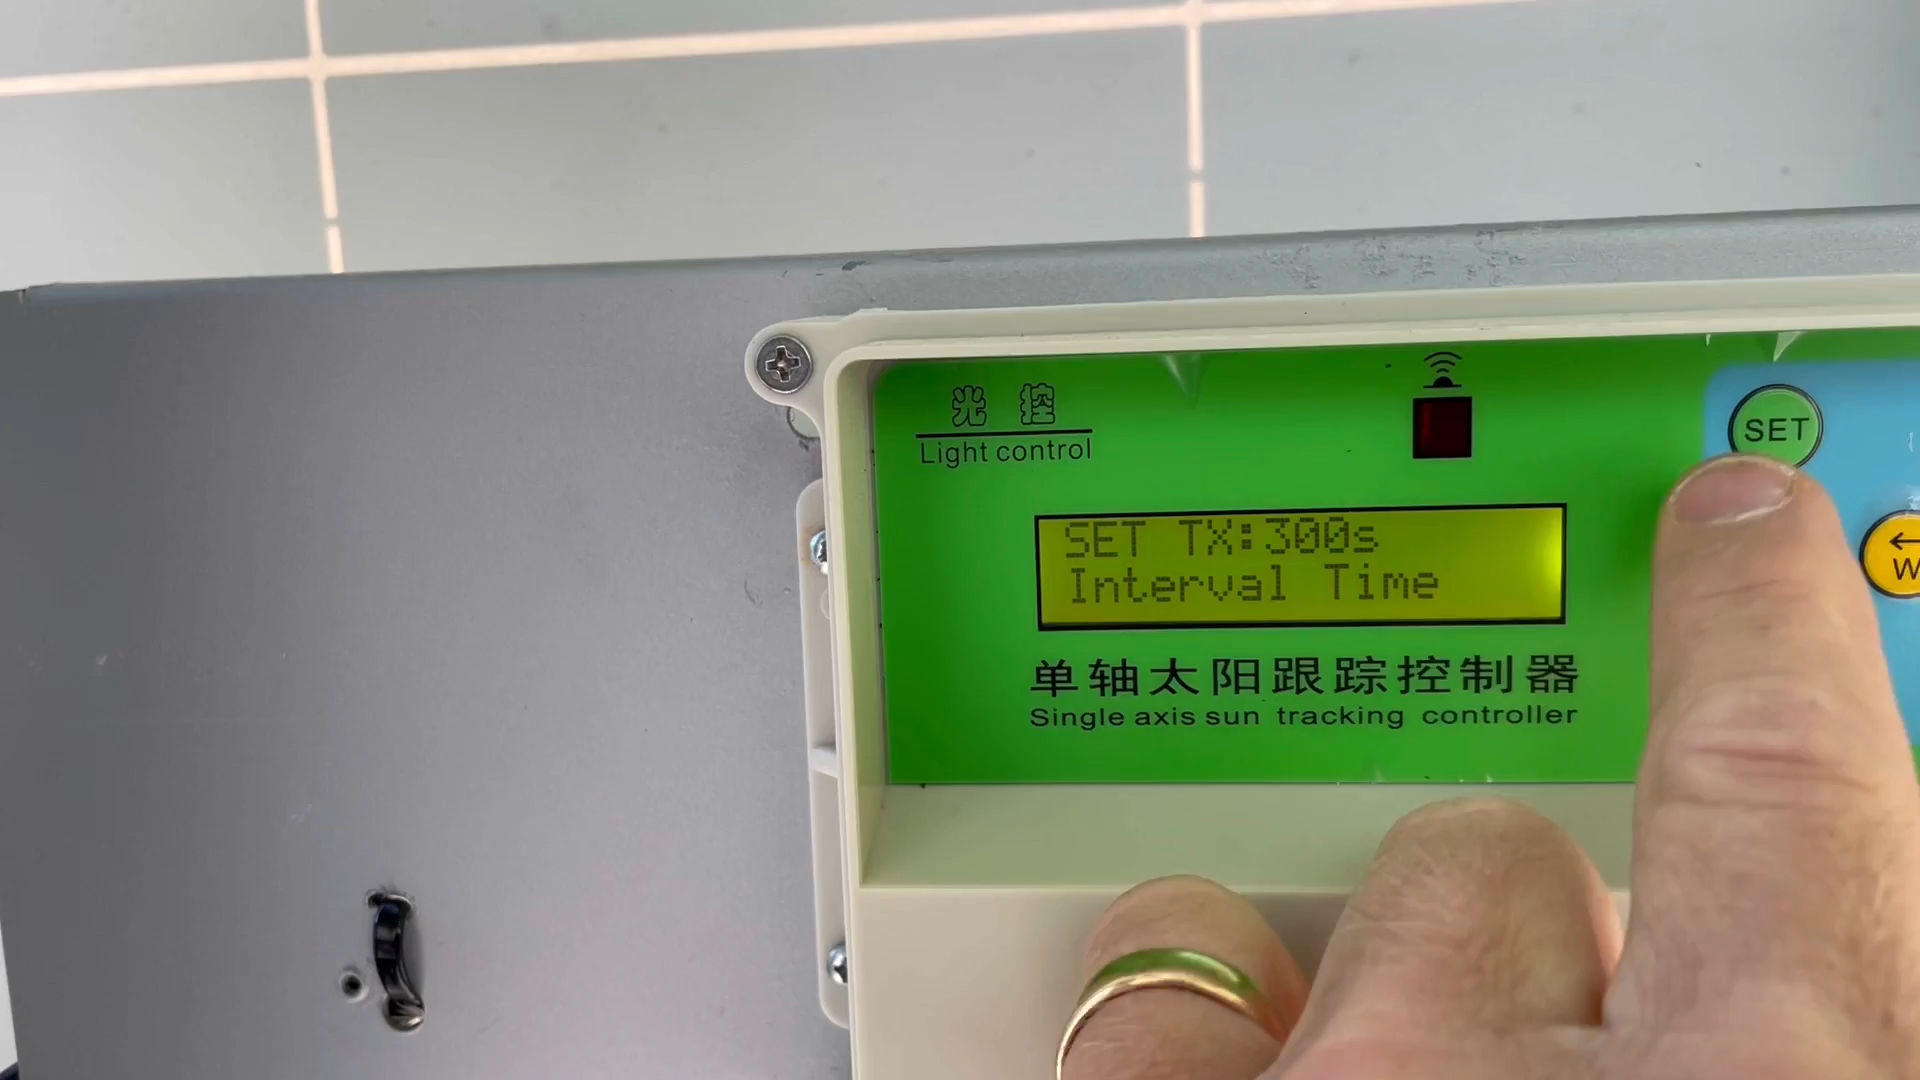 光 控
Light control
SET
SET TX:300s
Interval Time
←
W
单轴太阳跟踪控制器
Single axis sun tracking controller